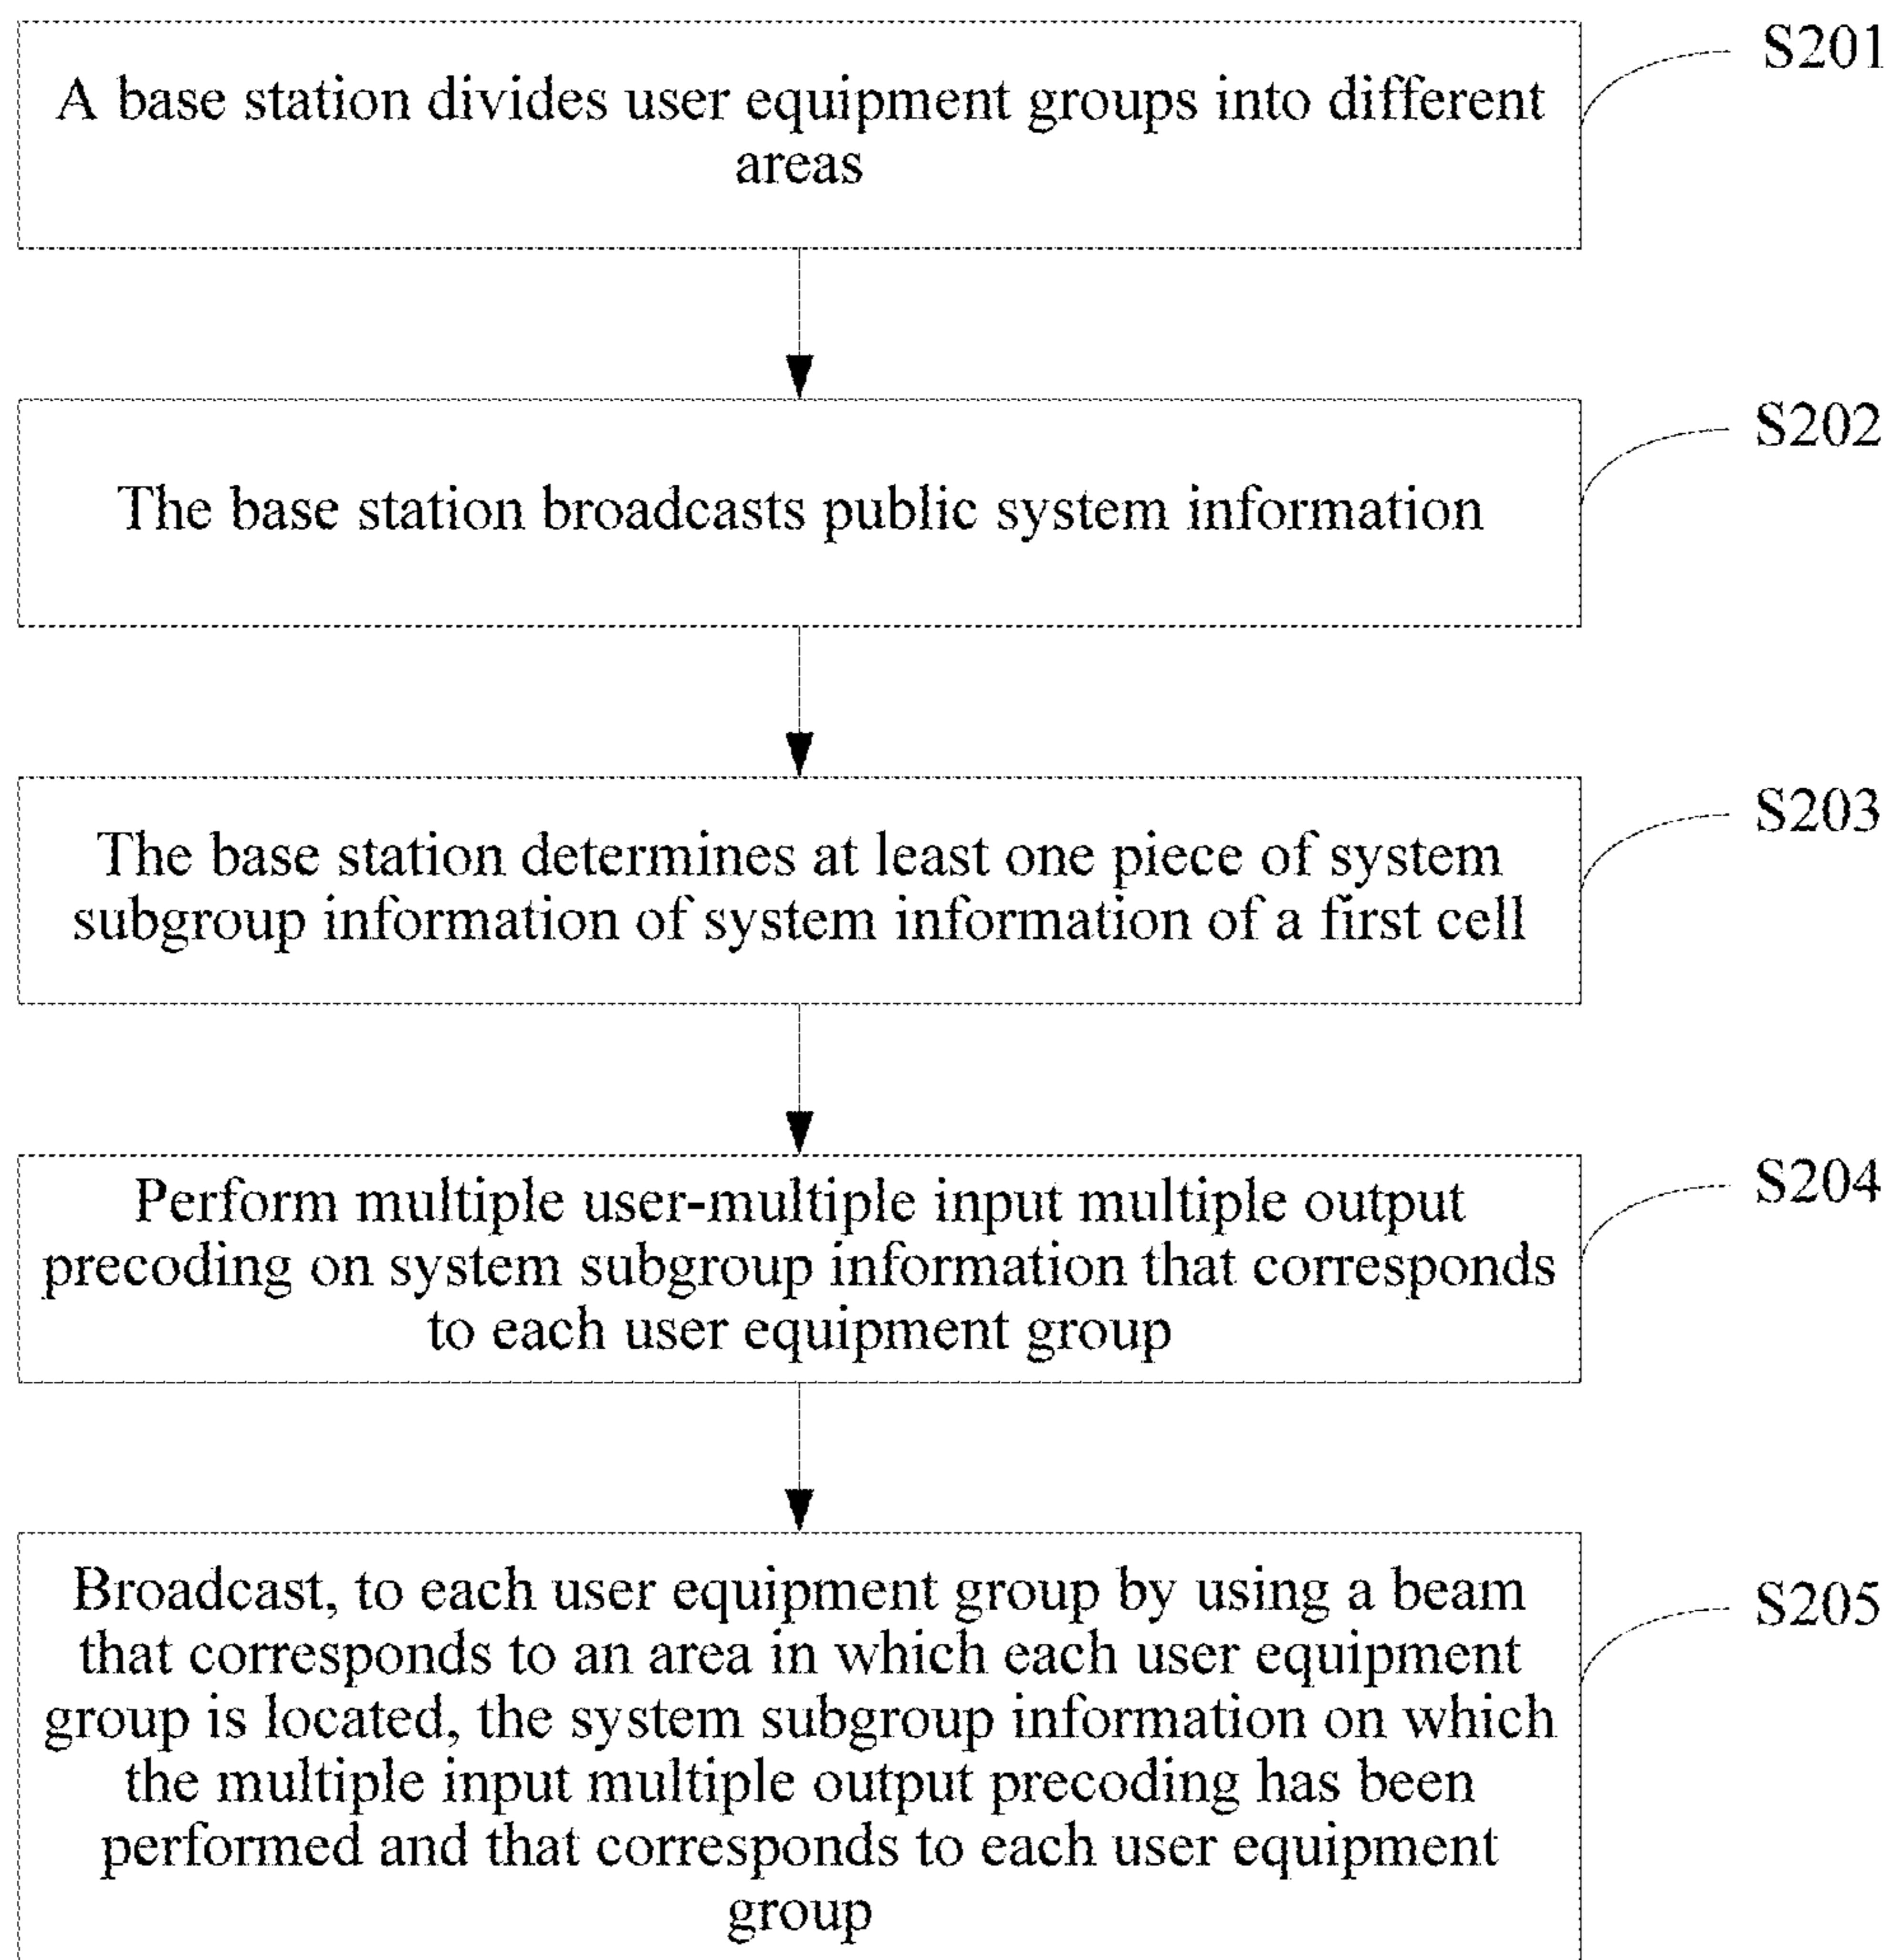 A base station divides user equipment groups into different
areas
S201
The base station broadcasts public system information
S202
The base station determines at least one piece of system
subgroup information of system information of a first cell
S203
Perform multiple user-multiple input multiple output
precoding on system subgroup information that corresponds
to each user equipment group
S204
Broadcast, to each user equipment group by using a beam
that corresponds to an area in which each user equipment
group is located, the system subgroup information on which
the multiple input multiple output precoding has been
performed and that corresponds to each user equipment
group
S205